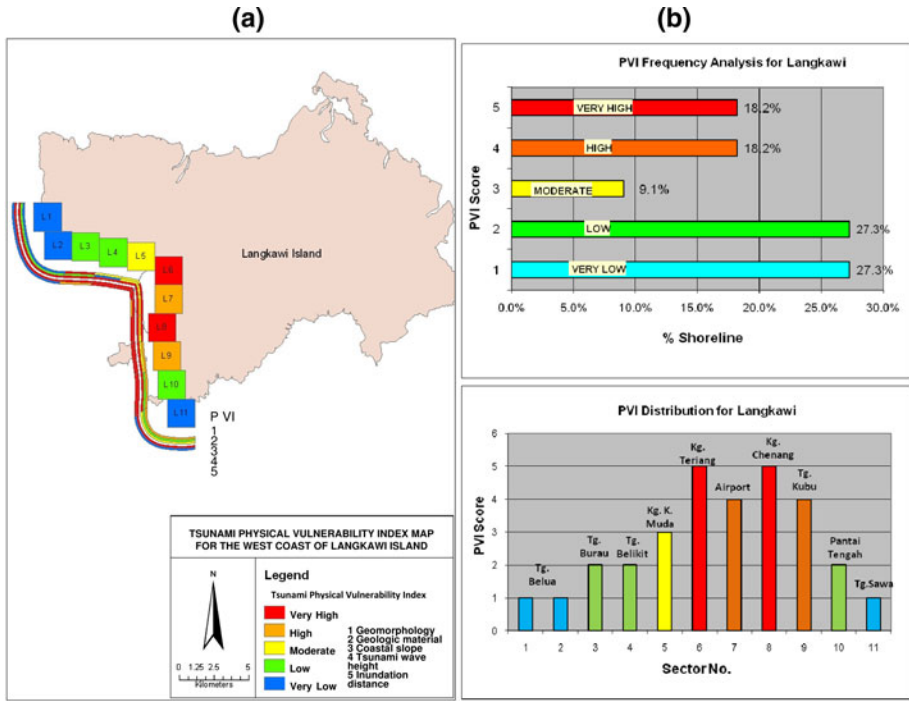 (a)
L1
L2
L3
L4
L5
L6
L7
L8
L9
L10
L11
Langkawi Island
P VI
1
2
3
4
5
TSUNAMI PHYSICAL VULNERABILITY INDEX MAP
FOR THE WEST COAST OF LANGKAWI ISLAND
N
0 1.25 2.5 5
Kilometers
Legend
Tsunami Physical Vulnerability Index
Very High
High
Moderate
Low
Very Low
1 Geomorphology
2 Geologic material
3 Coastal slope
4 Tsunami wave
height
5 Inundation
distance
(b)
PVI Frequency Analysis for Langkawi
PVI Score
5 VERY HIGH 18.2%
4 HIGH 18.2%
3 MODERATE 9.1%
2 LOW 27.3%
1 VERY LOW 27.3%
0.0% 5.0% 10.0% 15.0% 20.0% 25.0% 30.0%
% Shoreline
PVI Distribution for Langkawi
PVI Score
6
5
4
3
2
1
0
Tg.
Belua
Tg.
Burau
Tg.
Belikit
Kg. K.
Muda
Kg.
Teriang
Airport
Kg.
Chenang
Tg.
Kubu
Pantai
Tengah
Tg.Sawa
1 2 3 4 5 6 7 8 9 10 11
Sector No.